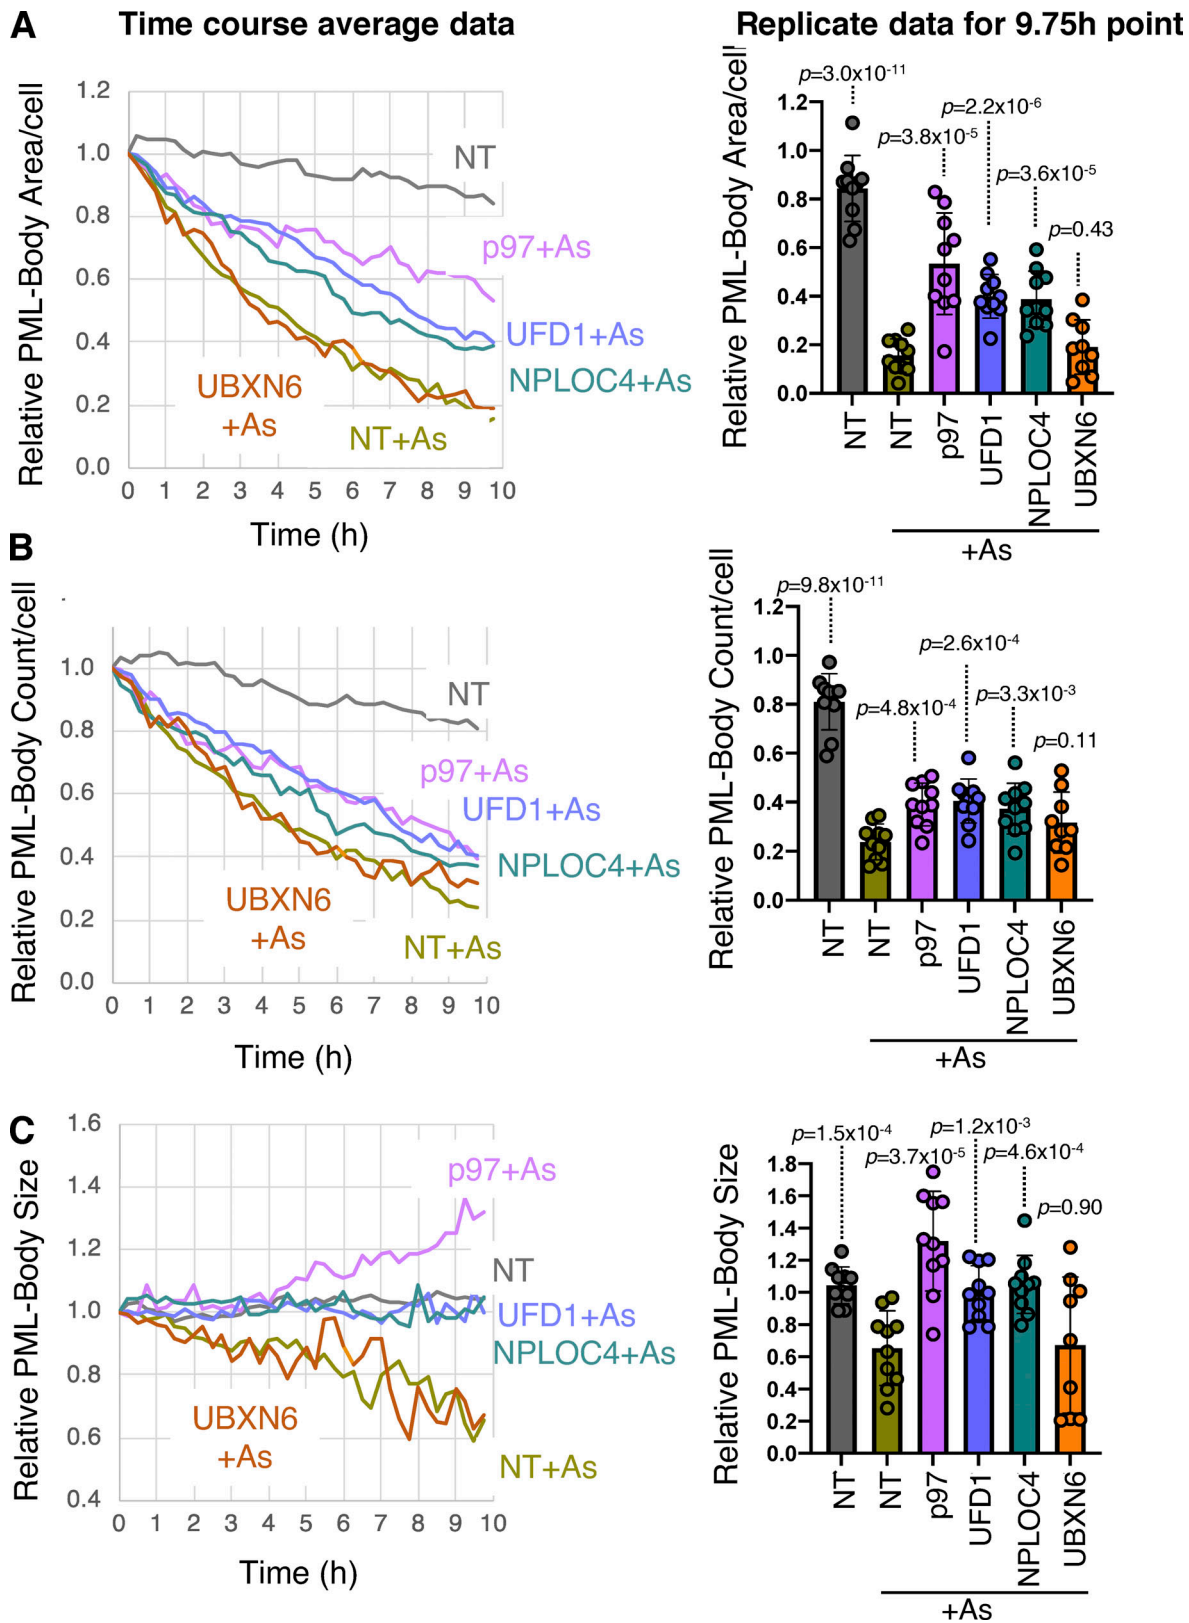 A
Time course average data
Replicate data for 9.75h point
Relative PML-Body Area/cell
1.2
1.0
0.8
0.6
0.4
0.2
0.0
0 1 2 3 4 5 6 7 8 9 10
Time (h)
NT
p97+As
UFD1+As
NPLOC4+As
UBXN6
+As
NT+As
Relative PML-Body Area/cell
1.2
1.0
0.8
0.6
0.4
0.2
0.0
p=3.0x10-11
p=3.8x10-5
p=2.2x10-6
p=3.6x10-5
p=0.43
NT
NT
p97
UFD1
NPLOC4
UBXN6
+As
B
Relative PML-Body Count/cell
1.0
0.8
0.6
0.4
0.2
0.0
0 1 2 3 4 5 6 7 8 9 10
Time (h)
NT
p97+As
UFD1+As
NPLOC4+As
UBXN6
+As
NT+As
Relative PML-Body Count/cell
1.2
1.0
0.8
0.6
0.4
0.2
0.0
p=9.8x10-11
p=4.8x10-4
p=2.6x10-4
p=3.3x10-3
p=0.11
NT
NT
p97
UFD1
NPLOC4
UBXN6
+As
C
Relative PML-Body Size
1.6
1.4
1.2
1.0
0.8
0.6
0.4
0 1 2 3 4 5 6 7 8 9 10
Time (h)
p97+As
NT
UFD1+As
NPLOC4+As
UBXN6
+As
NT+As
Relative PML-Body Size
1.8
1.6
1.4
1.2
1.0
0.8
0.6
0.4
0.2
0.0
p=1.5x10-4
p=3.7x10-5
p=1.2x10-3
p=4.6x10-4
p=0.90
NT
NT
p97
UFD1
NPLOC4
UBXN6
+As